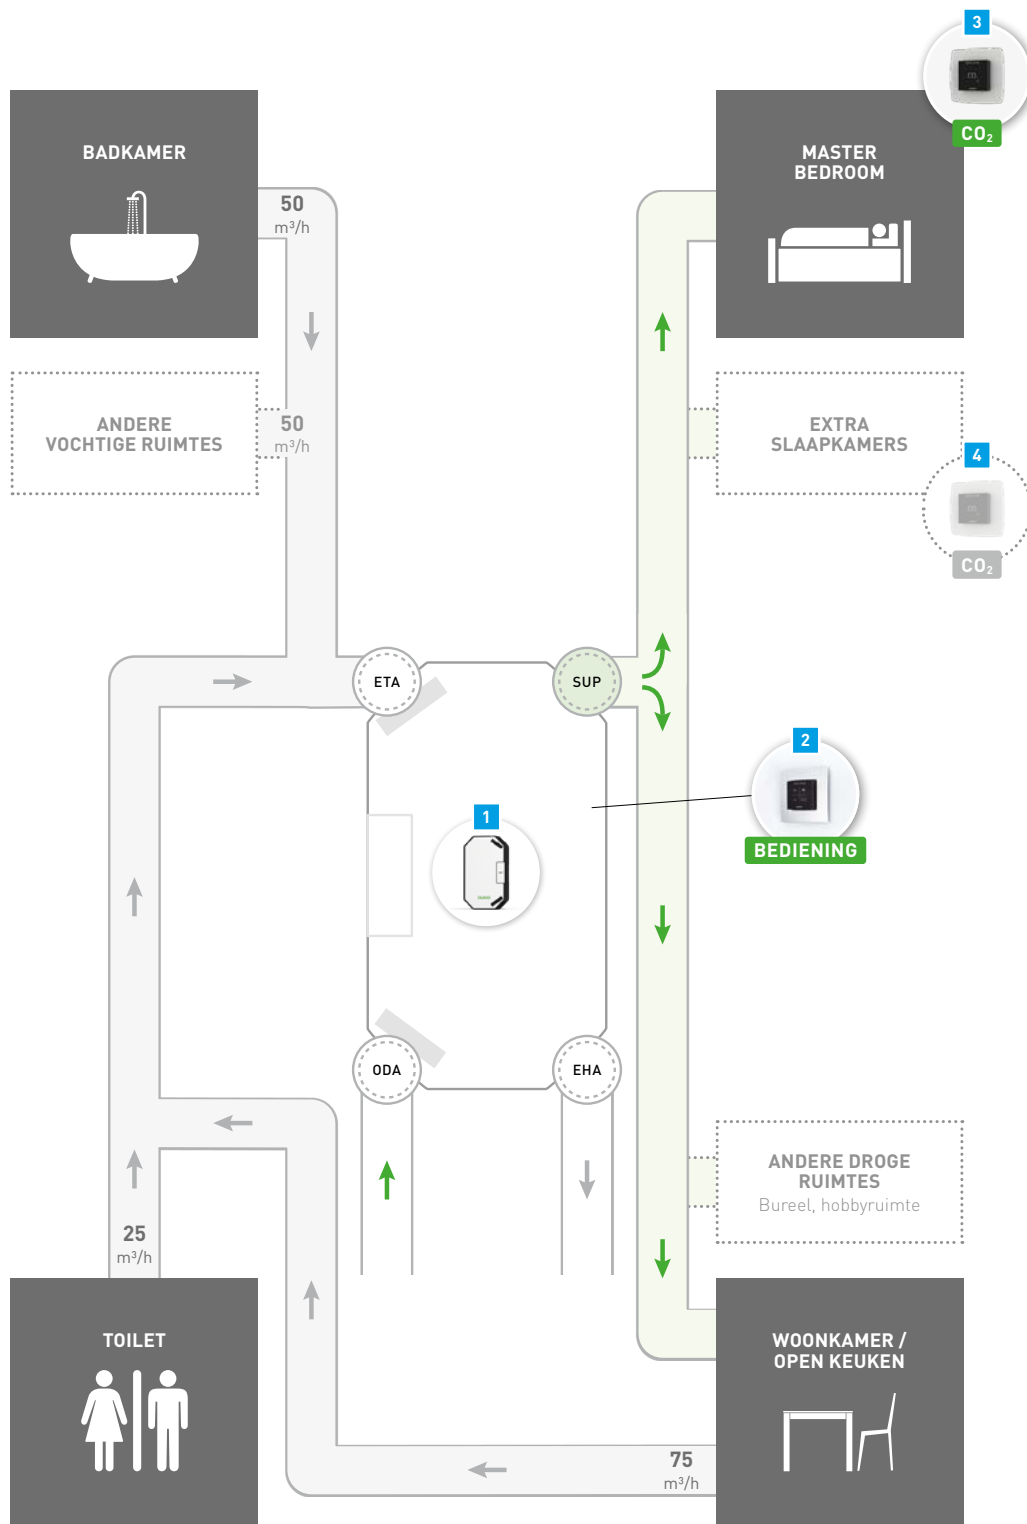 3
CO₂
BADKAMER
50
m³/h
MASTER
BEDROOM
ANDERE
VOCHTIGE RUIMTES
50
m³/h
EXTRA
SLAAPKAMERS
4
CO₂
ETA
SUP
2
BEDIENING
1
ODA
EHA
ANDERE DROGE
RUIMTES
Bureel, hobbyruimte
25
m³/h
TOILET
WOONKAMER /
OPEN KEUKEN
75
m³/h